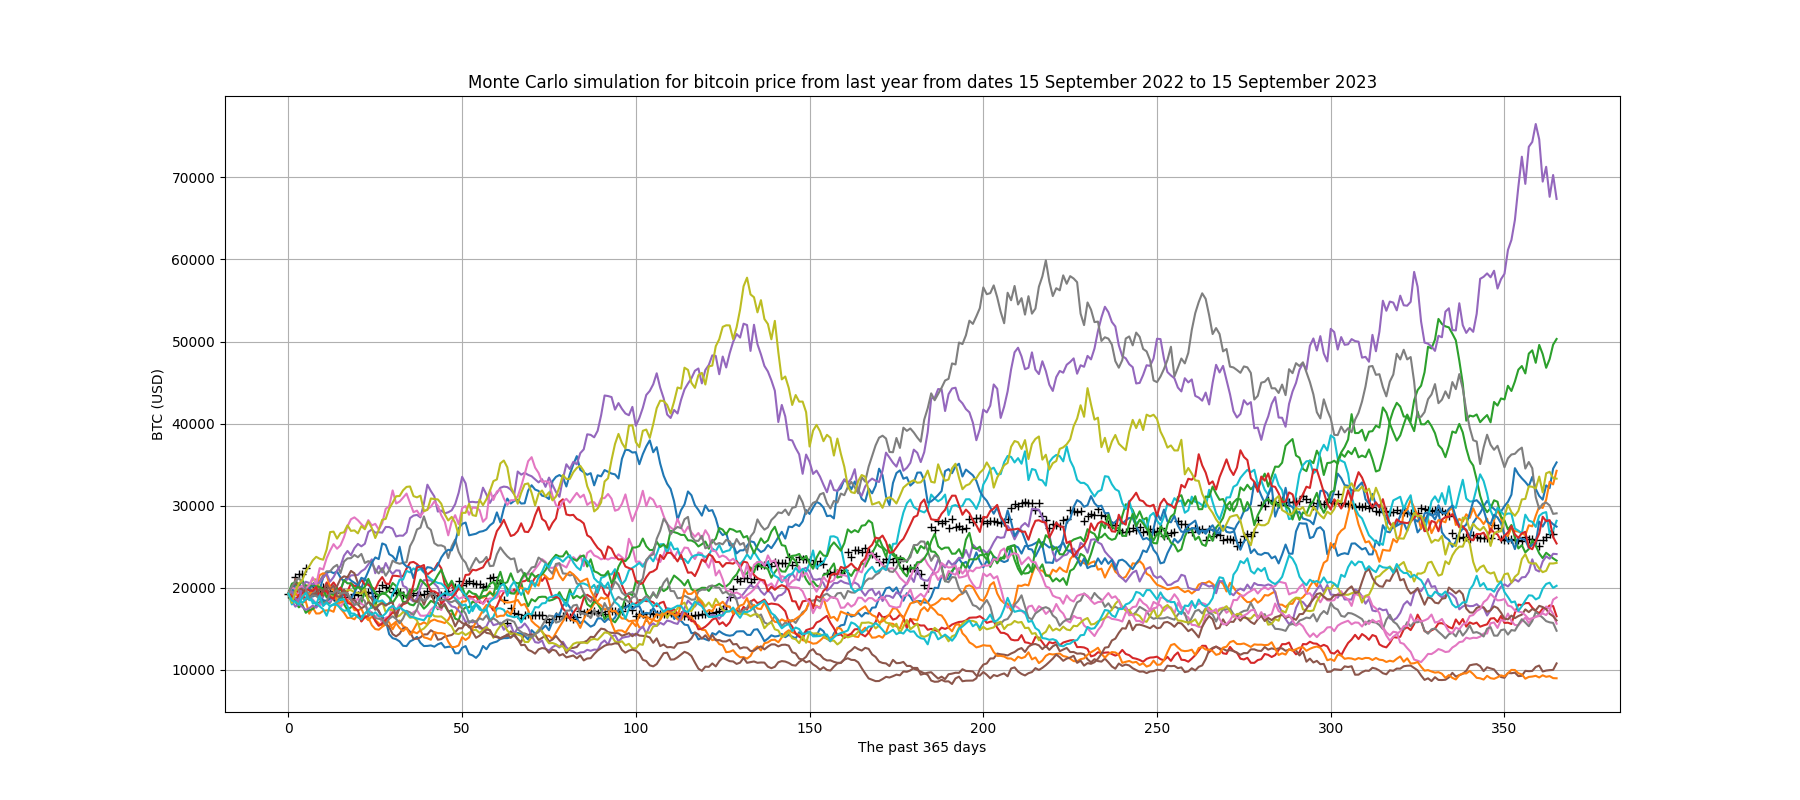 Monte Carlo simulation for bitcoin price from last year from dates 15 September 2022 to 15 September 2023
70000
60000
50000
40000
30000
20000
10000
BTC (USD)
0 50 100 150 200 250 300 350
The past 365 days